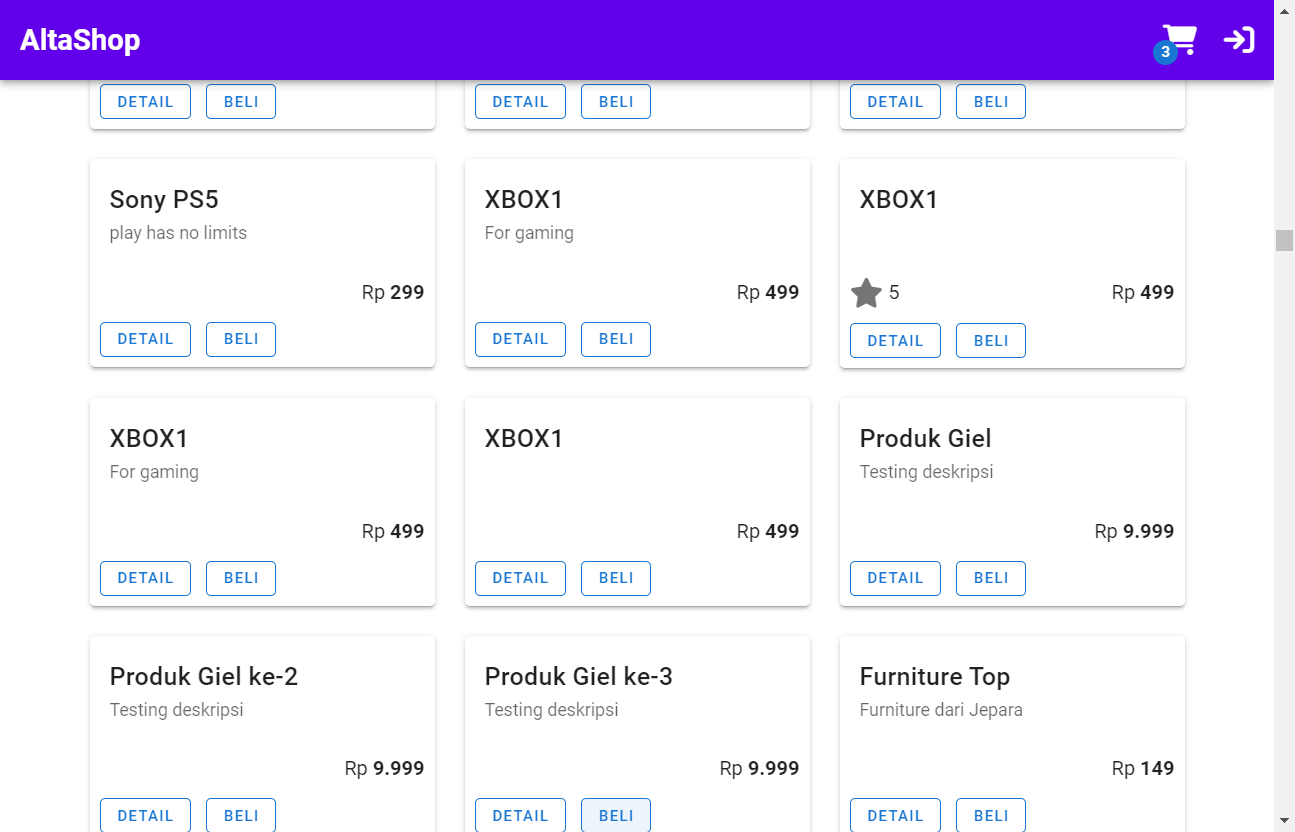 AltaShop
3
DETAIL BELI DETAIL BELI DETAIL BELI
Sony PS5
play has no limits
Rp 299
DETAIL BELI
XBOX1
For gaming
Rp 499
DETAIL BELI
XBOX1
5 Rp 499
DETAIL BELI
XBOX1
For gaming
Rp 499
DETAIL BELI
XBOX1
Rp 499
DETAIL BELI
Produk Giel
Testing deskripsi
Rp 9.999
DETAIL BELI
Produk Giel ke-2
Testing deskripsi
Rp 9.999
DETAIL BELI
Produk Giel ke-3
Testing deskripsi
Rp 9.999
DETAIL BELI
Furniture Top
Furniture dari Jepara
Rp 149
DETAIL BELI